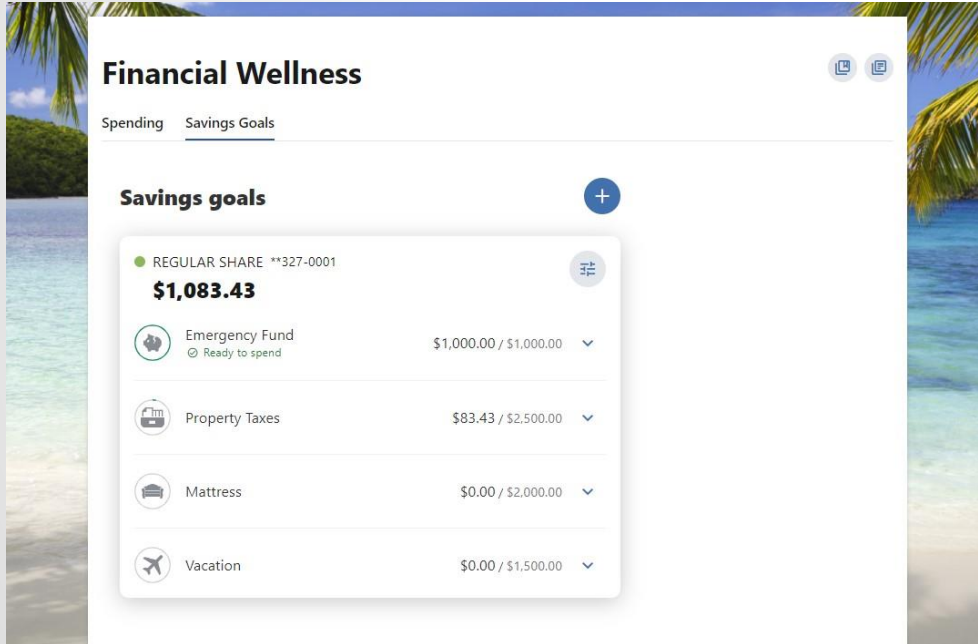 Financial Wellness
Spending Savings Goals
Savings goals
REGULAR SHARE **327-0001
$1,083.43
Emergency Fund
Ready to spend
$1,000.00 / $1,000.00
Property Taxes $83.43 / $2,500.00
Mattress $0.00 / $2,000.00
Vacation $0.00 / $1,500.00